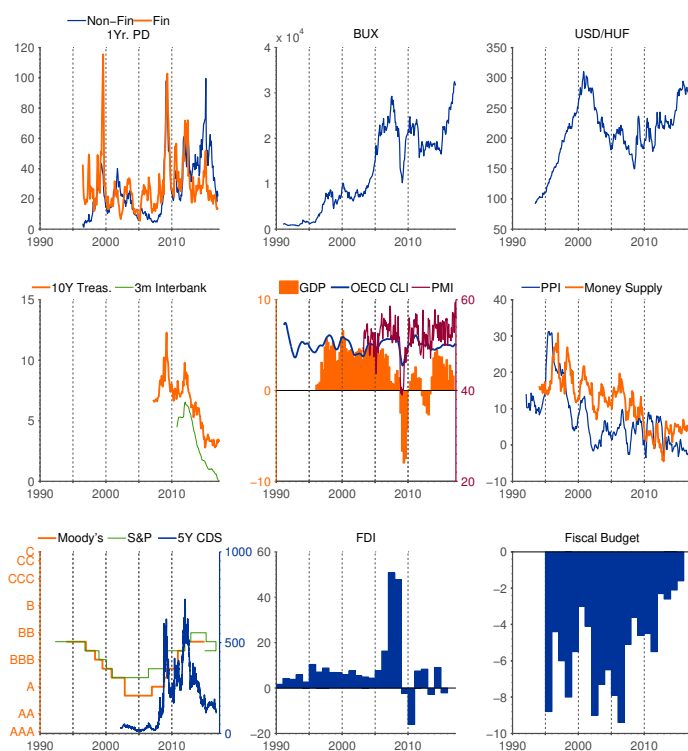 Non-Fin Fin
1Yr. PD
120
100
80
60
40
20
0
1990 2000 2010
x 10^4
BUX
4
3
2
1
0
1990 2000 2010
USD/HUF
350
300
250
200
150
100
50
1990 2000 2010
10Y Treas. 3m Interbank
15
10
5
0
1990 2000 2010
GDP OECD CLI PMI
10 60
0 40
-10 20
1990 2000 2010
PPI Money Supply
40
30
20
10
0
-10
1990 2000 2010
Moody's S&P 5Y CDS
C 1000
CC
CCC
B
BB 500
BBB
A
AA
AAA 0
1990 2000 2010
FDI
60
40
20
0
-20
1990 2000 2010
Fiscal Budget
0
-2
-4
-6
-8
-10
1990 2000 2010